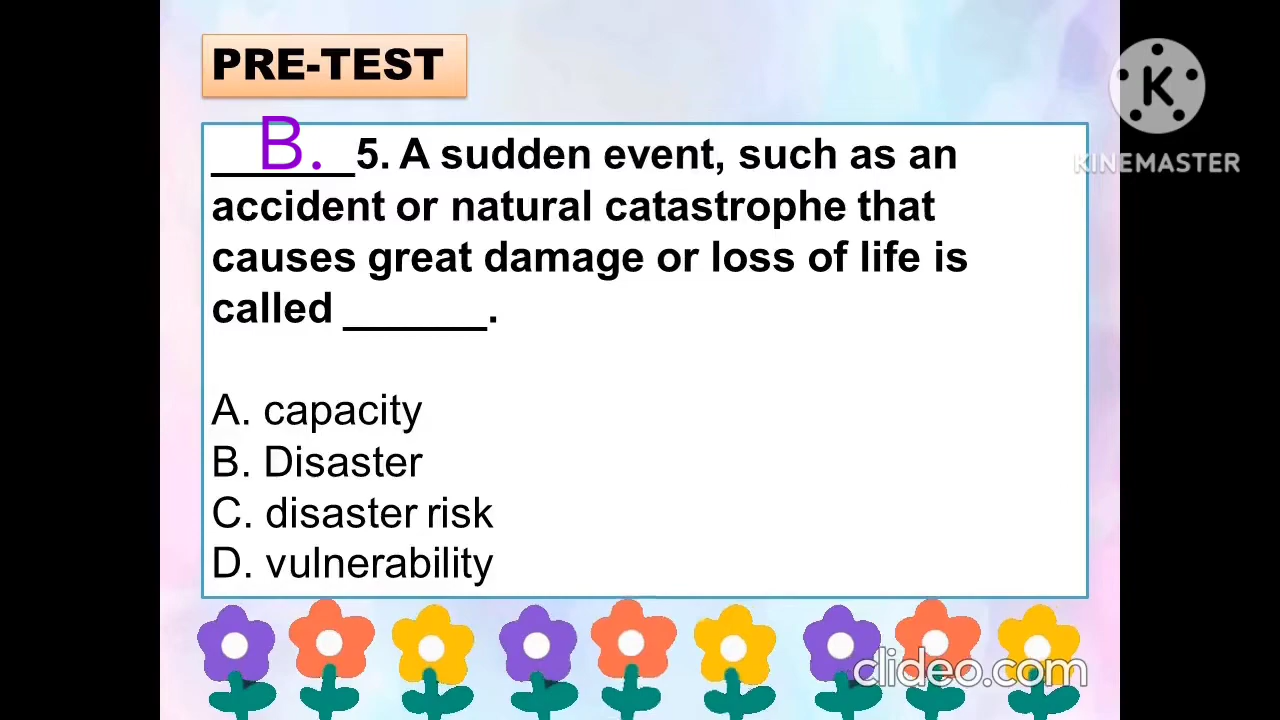 PRE-TEST
K
KINEMASTER
______B.5. A sudden event, such as an
accident or natural catastrophe that
causes great damage or loss of life is
called ______.
A. capacity
B. Disaster
C. disaster risk
D. vulnerability
clideo.com